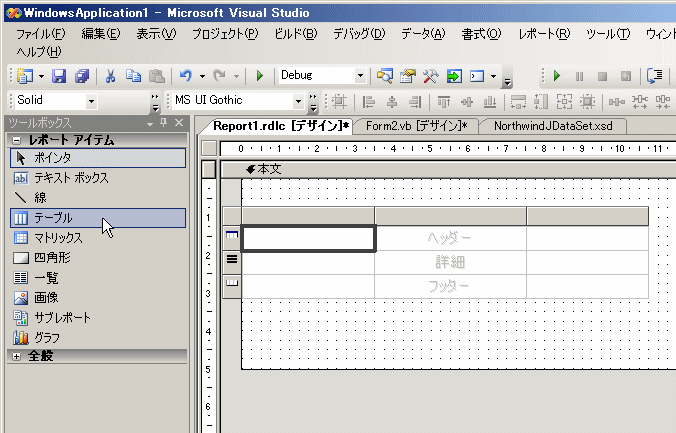 WindowsApplication1 - Microsoft Visual Studio
ファイル(F) 編集(E) 表示(V) プロジェクト(P) ビルド(B) デバッグ(D) データ(A) 書式(O) レポート(R) ツール(T) ウィント
ヘルプ(H)
Debug
Solid MS UI Gothic
ツールボックス
レポート アイテム
ポインタ
テキスト ボックス
線
テーブル
マトリックス
四角形
一覧
画像
サブレポート
グラフ
全般
Report1.rdlc [デザイン]* Form2.vb [デザイン]* NorthwindJDataSet.xsd
0 1 2 3 4 5 6 7 8 9 10 11
本文
ヘッダー
詳細
フッター
1
2
3
4
5
6